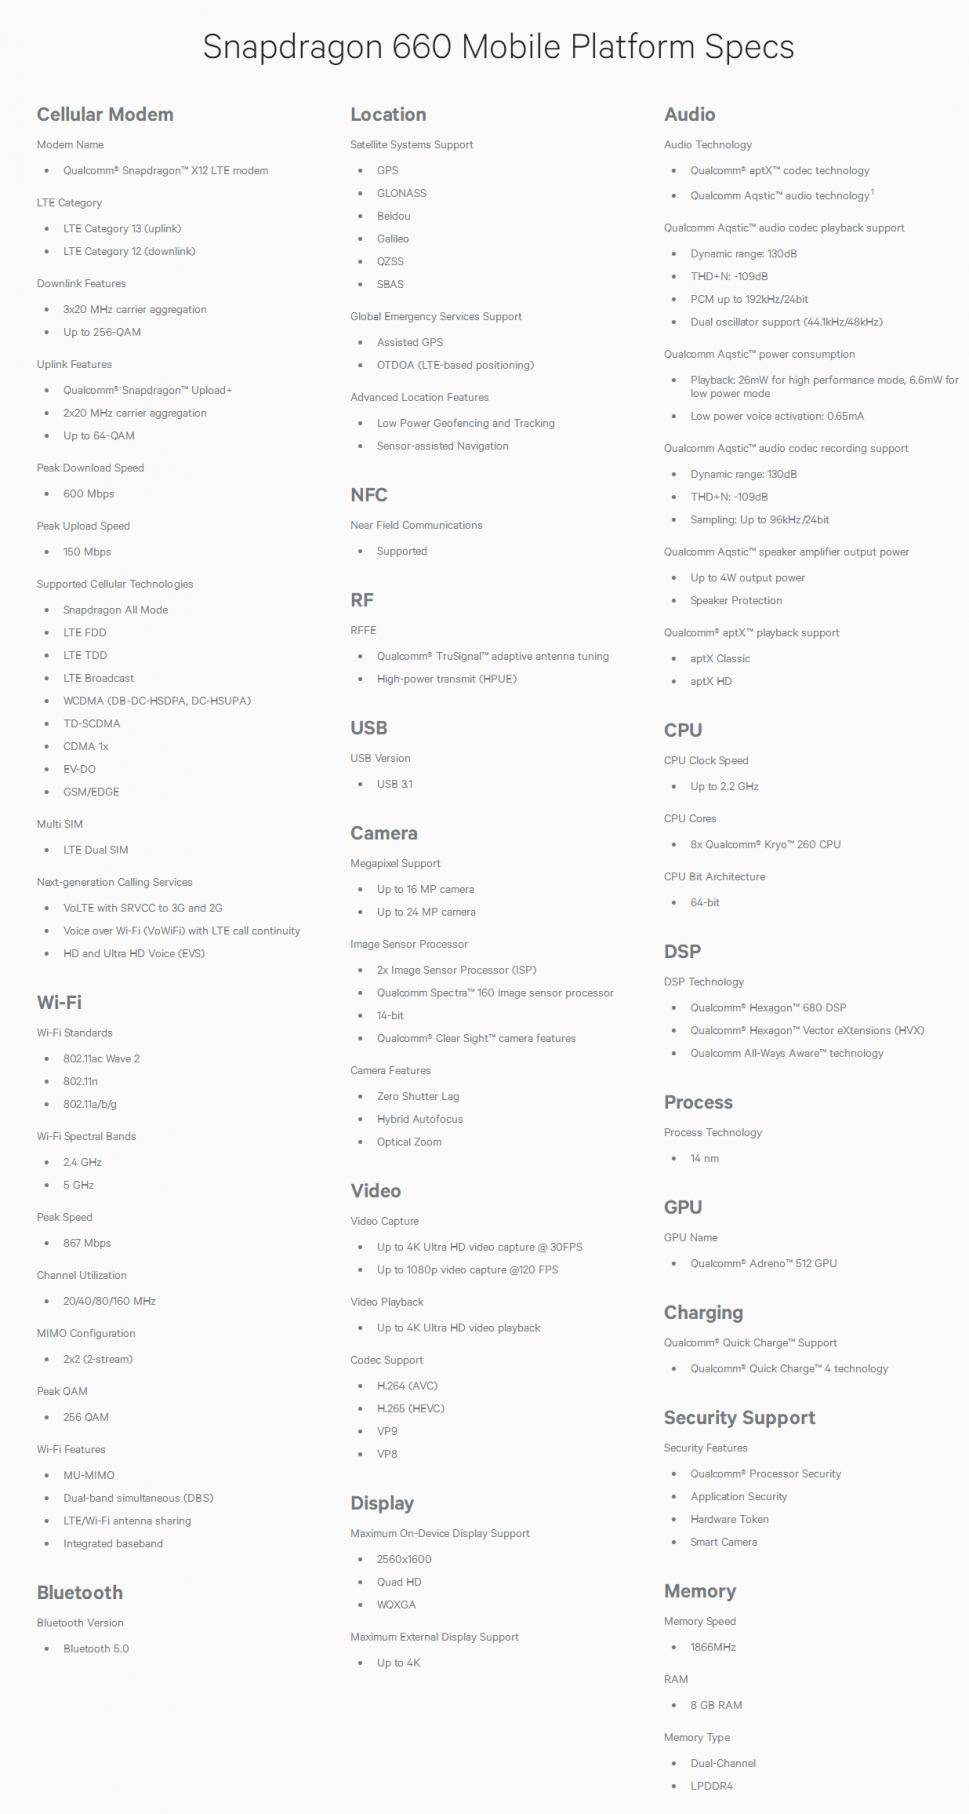 Snapdragon 660 Mobile Platform Specs
Cellular Modem
Modem Name
• Qualcomm® Snapdragon™ X12 LTE modem
LTE Category
• LTE Category 13 (uplink)
• LTE Category 12 (downlink)
Downlink Features
• 3x20 MHz carrier aggregation
• Up to 256-QAM
Uplink Features
• Qualcomm® Snapdragon™ Upload+
• 2x20 MHz carrier aggregation
• Up to 64-QAM
Peak Download Speed
• 600 Mbps
Peak Upload Speed
• 150 Mbps
Supported Cellular Technologies
• Snapdragon All Mode
• LTE FDD
• LTE TDD
• LTE Broadcast
• WCDMA (DB-DC-HSDPA, DC-HSUPA)
• TD-SCDMA
• CDMA 1x
• EV-DO
• GSM/EDGE
Multi SIM
• LTE Dual SIM
Next-generation Calling Services
• VoLTE with SRVCC to 3G and 2G
• Voice over Wi-Fi (VoWiFi) with LTE call continuity
• HD and Ultra HD Voice (EVS)
Wi-Fi
Wi-Fi Standards
• 802.11ac Wave 2
• 802.11n
• 802.11a/b/g
Wi-Fi Spectral Bands
• 2.4 GHz
• 5 GHz
Peak Speed
• 867 Mbps
Channel Utilization
• 20/40/80/160 MHz
MIMO Configuration
• 2x2 (2-stream)
Peak QAM
• 256 QAM
Wi-Fi Features
• MU-MIMO
• Dual-band simultaneous (DBS)
• LTE/Wi-Fi antenna sharing
• Integrated baseband
Bluetooth
Bluetooth Version
• Bluetooth 5.0
Location
Satellite Systems Support
• GPS
• GLONASS
• Beidou
• Galileo
• QZSS
• SBAS
Global Emergency Services Support
• Assisted GPS
• OTDOA (LTE-based positioning)
Advanced Location Features
• Low Power Geofencing and Tracking
• Sensor-assisted Navigation
NFC
Near Field Communications
• Supported
RF
RFFE
• Qualcomm® TruSignal™ adaptive antenna tuning
• High-power transmit (HPUE)
USB
USB Version
• USB 3.1
Camera
Megapixel Support
• Up to 16 MP camera
• Up to 24 MP camera
Image Sensor Processor
• 2x Image Sensor Processor (ISP)
• Qualcomm Spectra™ 160 image sensor processor
• 14-bit
• Qualcomm® Clear Sight™ camera features
Camera Features
• Zero Shutter Lag
• Hybrid Autofocus
• Optical Zoom
Video
Video Capture
• Up to 4K Ultra HD video capture @ 30FPS
• Up to 1080p video capture @120 FPS
Video Playback
• Up to 4K Ultra HD video playback
Codec Support
• H.264 (AVC)
• H.265 (HEVC)
• VP9
• VP8
Display
Maximum On-Device Display Support
• 2560x1600
• Quad HD
• WQXGA
Maximum External Display Support
• Up to 4K
Audio
Audio Technology
• Qualcomm® aptX™ codec technology
• Qualcomm Aqstic™ audio technology¹
Qualcomm Aqstic™ audio codec playback support
• Dynamic range: 130dB
• THD+N: -109dB
• PCM up to 192kHz/24bit
• Dual oscillator support (44.1kHz/48kHz)
Qualcomm Aqstic™ power consumption
• Playback: 26mW for high performance mode, 6.6mW for
low power mode
• Low power voice activation: 0.65mA
Qualcomm Aqstic™ audio codec recording support
• Dynamic range: 130dB
• THD+N: -109dB
• Sampling: Up to 96kHz/24bit
Qualcomm Aqstic™ speaker amplifier output power
• Up to 4W output power
• Speaker Protection
Qualcomm® aptX™ playback support
• aptX Classic
• aptX HD
CPU
CPU Clock Speed
• Up to 2.2 GHz
CPU Cores
• 8x Qualcomm® Kryo™ 260 CPU
CPU Bit Architecture
• 64-bit
DSP
DSP Technology
• Qualcomm® Hexagon™ 680 DSP
• Qualcomm® Hexagon™ Vector eXtensions (HVX)
• Qualcomm All-Ways Aware™ technology
Process
Process Technology
• 14 nm
GPU
GPU Name
• Qualcomm® Adreno™ 512 GPU
Charging
Qualcomm® Quick Charge™ Support
• Qualcomm® Quick Charge™ 4 technology
Security Support
Security Features
• Qualcomm® Processor Security
• Application Security
• Hardware Token
• Smart Camera
Memory
Memory Speed
• 1866MHz
RAM
• 8 GB RAM
Memory Type
• Dual-Channel
• LPDDR4